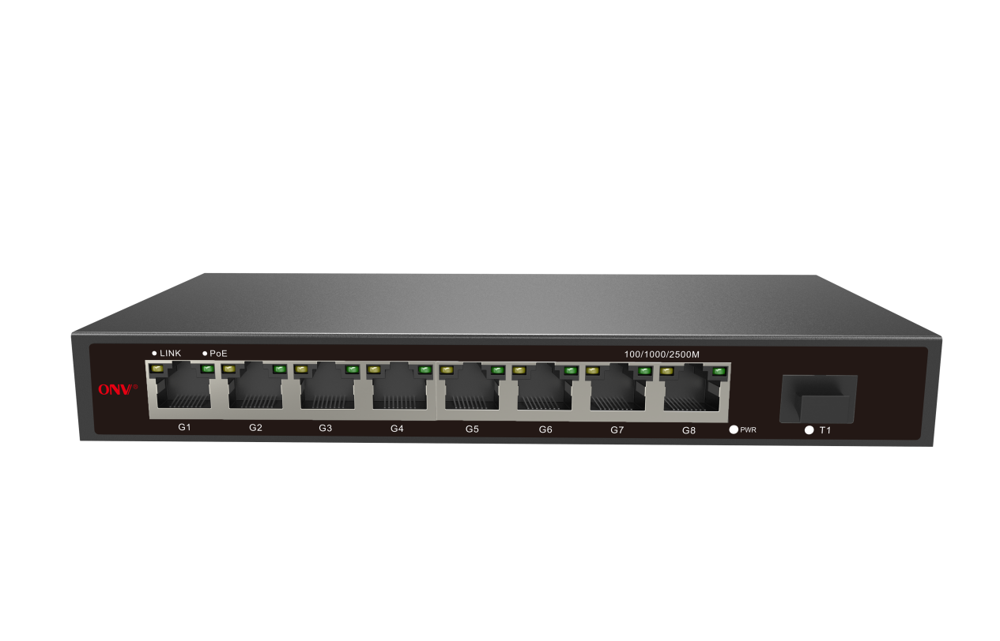 LINK PoE 100/1000/2500M
ONV®
G1 G2 G3 G4 G5 G6 G7 G8 PWR T1